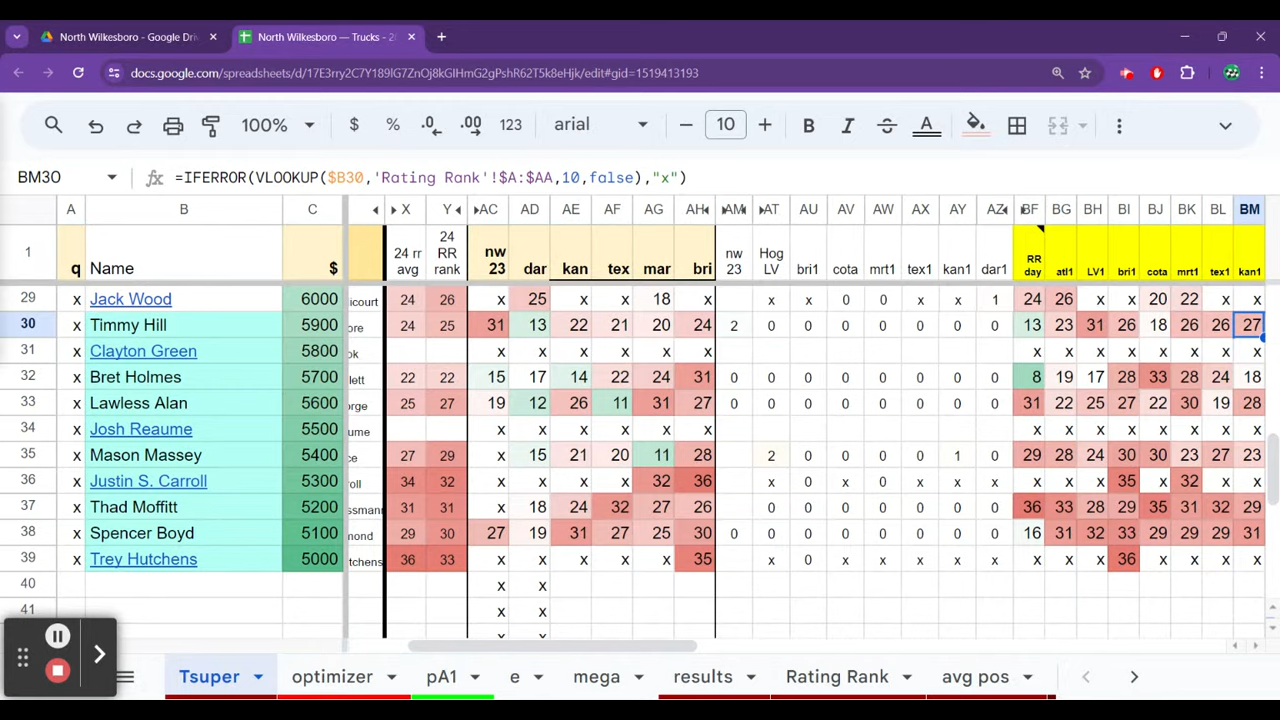 North Wilkesboro - Google Dri
North Wilkesboro — Trucks - 2
docs.google.com/spreadsheets/d/17E3rry2C7Y189lG7ZnOj8kGIHmG2gPshR62T5k8eHjk/edit#gid=1519413193
100% $ % .0 .00 123 arial 10 B I A
BM30 =IFERROR(VLOOKUP($B30,'Rating Rank'!$A:$AA,10,false),"x")
A B C X Y AC AD AE AF AG AH AM AT AU AV AW AX AY AZ BF BG BH BI BJ BK BL BM
1 q Name $ 24 rr avg 24 RR rank nw 23 dar kan tex mar bri nw 23 Hog LV bri1 cota mrt1 tex1 kan1 dar1 RR day atl1 LV1 bri1 cota mrt1 tex1 kan1
29 x Jack Wood 6000 icourt 24 26 x 25 x x 18 x x x 0 0 x x 1 24 26 x x 20 22 x x
30 x Timmy Hill 5900 ore 24 25 31 13 22 21 20 24 2 0 0 0 0 0 0 0 13 23 31 26 18 26 26 27
31 x Clayton Green 5800 ok x x x x x x x x x x x x x x x x x x x x x
32 x Bret Holmes 5700 lett 22 22 15 17 14 22 24 31 0 0 0 0 0 0 0 0 8 19 17 28 33 28 24 18
33 x Lawless Alan 5600 orge 25 27 19 12 26 11 31 27 0 0 0 0 0 0 0 0 31 22 25 27 22 30 19 28
34 x Josh Reaume 5500 ume x x x x x x x x x x x x x x x x x x x x x
35 x Mason Massey 5400 ce 27 29 x 15 21 20 11 28 2 0 0 0 0 1 0 29 28 24 30 30 23 27 23
36 x Justin S. Carroll 5300 roll 34 32 x x x x 32 36 x 0 x 0 x x x x x x 35 x 32 x x
37 x Thad Moffitt 5200 ssmann 31 31 x 18 24 32 27 26 0 0 0 0 0 0 0 36 33 28 29 35 31 32 29
38 x Spencer Boyd 5100 mond 29 30 27 19 31 27 25 30 0 0 0 0 0 0 0 0 16 31 32 33 29 29 29 31
39 x Trey Hutchens 5000 tchens 36 33 x x x x x 35 x 0 x x x x x x x x 36 x x x x
40 x x
41 x x
x x
Tsuper optimizer pA1 e mega results Rating Rank avg pos